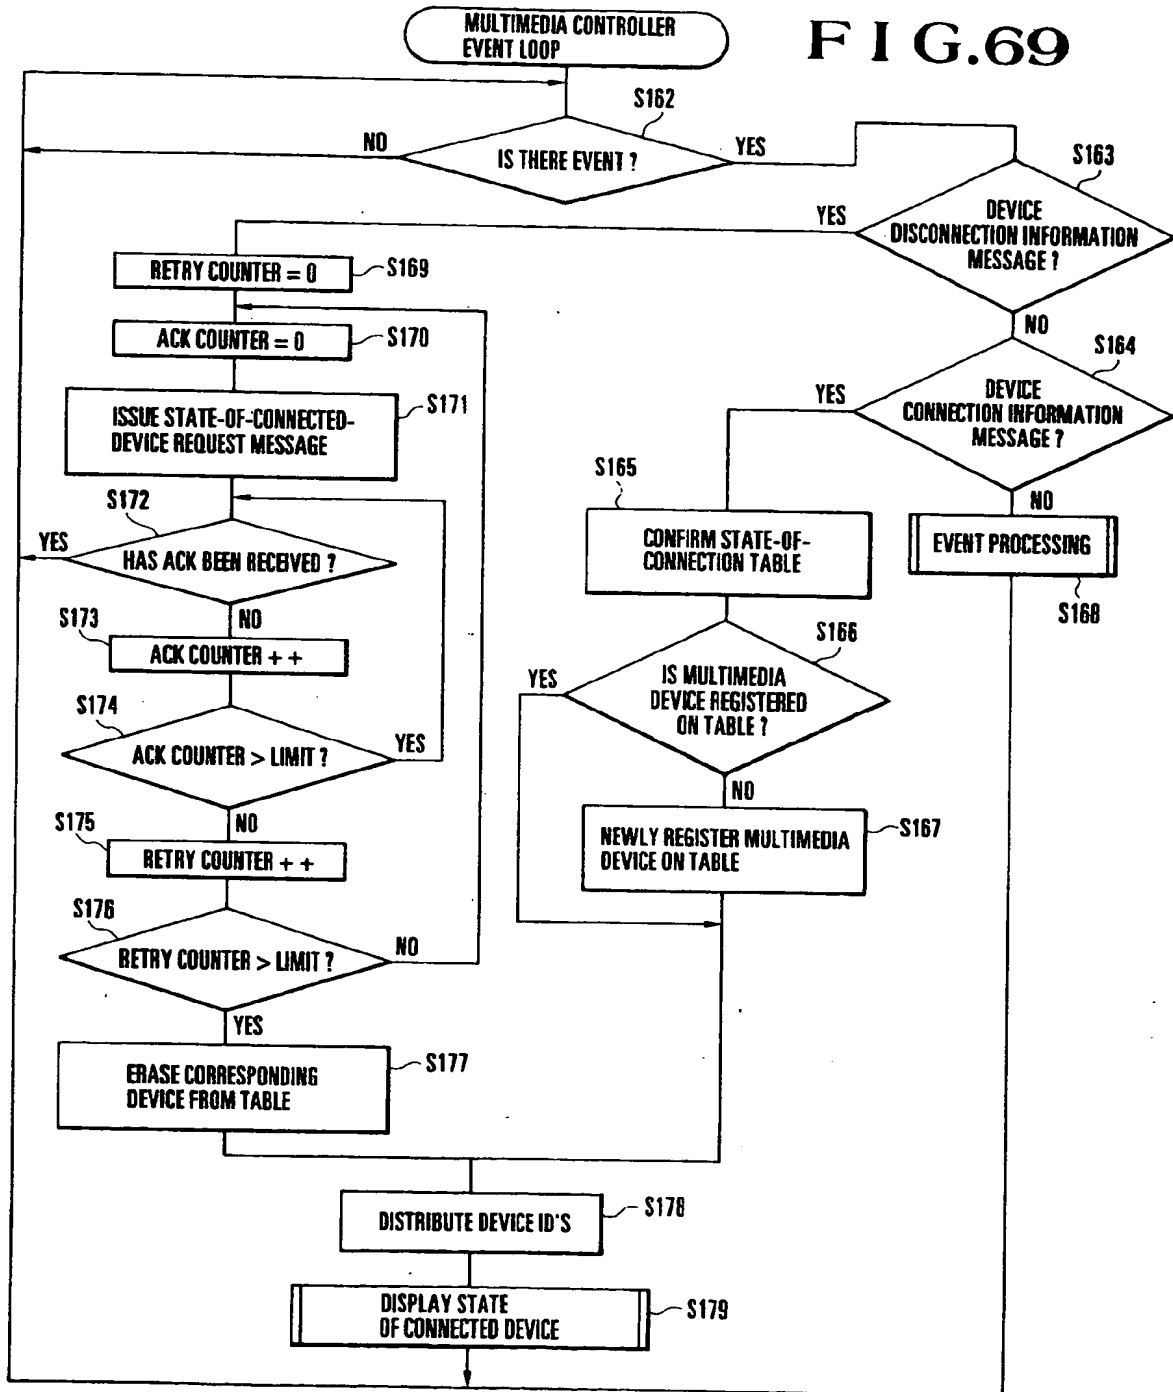 MULTIMEDIA CONTROLLER
EVENT LOOP
F I G.69
S162
NO
IS THERE EVENT ?
YES
S163
YES
DEVICE
DISCONNECTION INFORMATION
MESSAGE ?
RETRY COUNTER = 0
S169
NO
ACK COUNTER = 0
S170
S164
YES
DEVICE
CONNECTION INFORMATION
MESSAGE ?
ISSUE STATE-OF-CONNECTED-
DEVICE REQUEST MESSAGE
S171
S165
NO
S172
YES
HAS ACK BEEN RECEIVED ?
CONFIRM STATE-OF-
CONNECTION TABLE
EVENT PROCESSING
S168
NO
S173
ACK COUNTER + +
S166
YES
IS MULTIMEDIA
DEVICE REGISTERED
ON TABLE ?
S174
ACK COUNTER > LIMIT ?
YES
NO
NO
S175
RETRY COUNTER + +
NEWLY REGISTER MULTIMEDIA
DEVICE ON TABLE
S167
S176
RETRY COUNTER > LIMIT ?
NO
YES
ERASE CORRESPONDING
DEVICE FROM TABLE
S177
DISTRIBUTE DEVICE ID'S
S178
DISPLAY STATE
OF CONNECTED DEVICE
S179